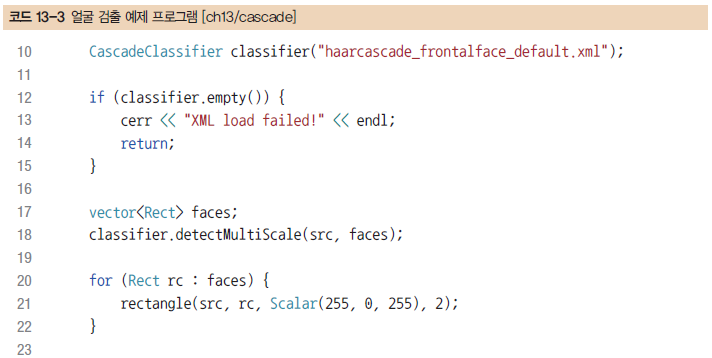 코드 13-3 얼굴 검출 예제 프로그램 [ch13/cascade]
10 CascadeClassifier classifier("haarcascade_frontalface_default.xml");
11
12 if (classifier.empty()) {
13 cerr << "XML load failed!" << endl;
14 return;
15 }
16
17 vector<Rect> faces;
18 classifier.detectMultiScale(src, faces);
19
20 for (Rect rc : faces) {
21 rectangle(src, rc, Scalar(255, 0, 255), 2);
22 }
23